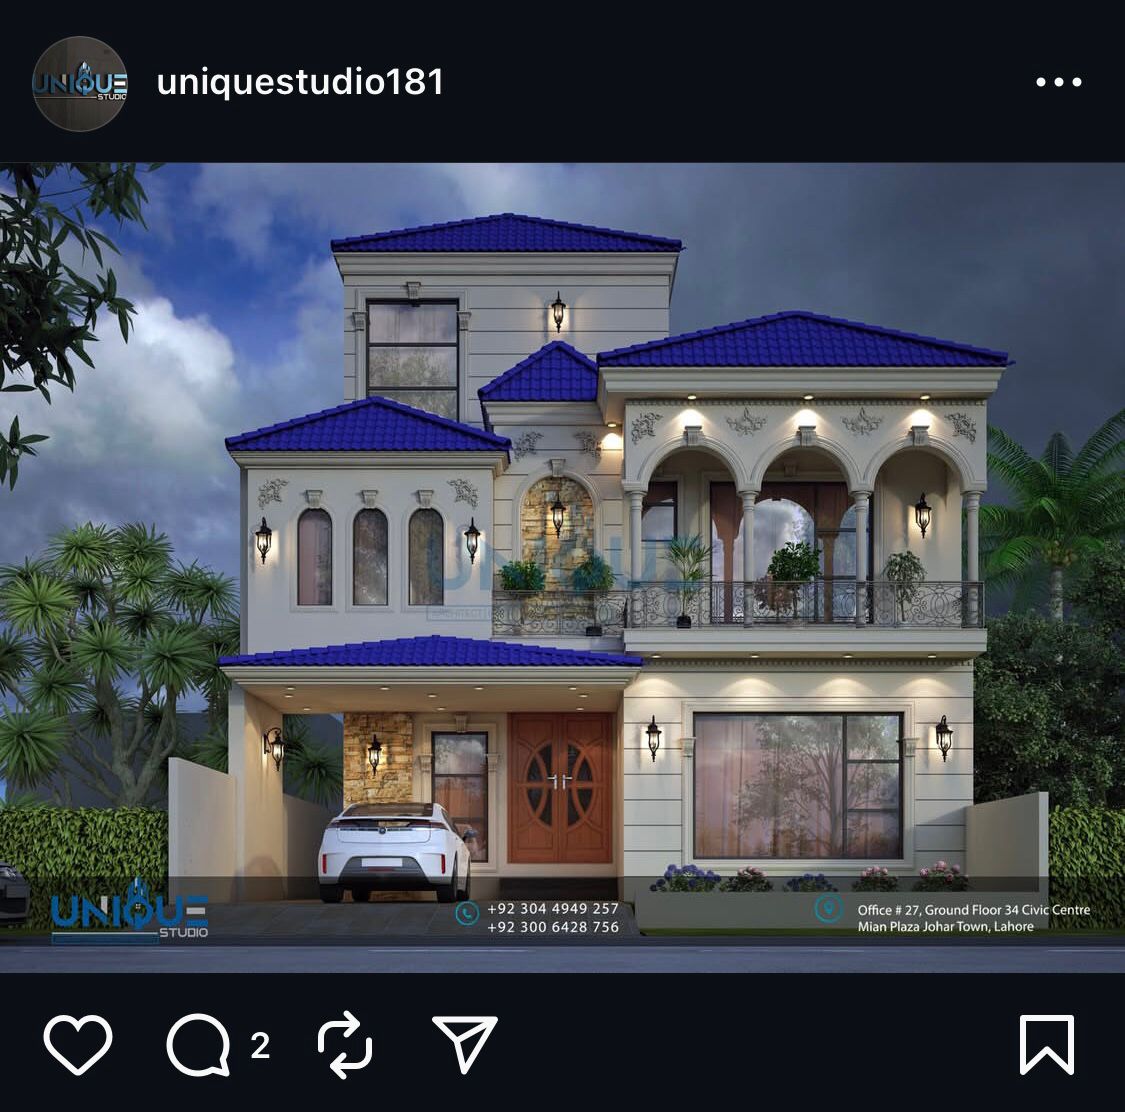 UNIQUE
STUDIO
uniquestudio181
UNIQUE
UNIQUE
STUDIO
+92 304 4949 257
+92 300 6428 756
Office # 27, Ground Floor 34 Civic Centre
Mian Plaza Johar Town, Lahore
2